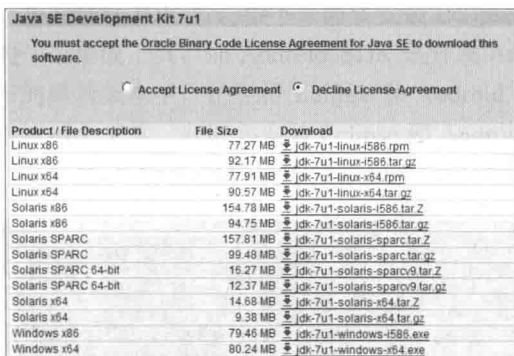 Java SE Development Kit 7u1
You must accept the Oracle Binary Code License Agreement for Java SE to download this
software.
Accept License Agreement Decline License Agreement
Product / File Description File Size Download
Linux x86 77.27 MB jdk-7u1-linux-i586.rpm
Linux x86 92.17 MB jdk-7u1-linux-i586.tar.gz
Linux x64 77.91 MB jdk-7u1-linux-x64.rpm
Linux x64 90.57 MB jdk-7u1-linux-x64.tar.gz
Solaris x86 154.78 MB jdk-7u1-solaris-i586.tar.Z
Solaris x86 94.75 MB jdk-7u1-solaris-i586.tar.gz
Solaris SPARC 157.81 MB jdk-7u1-solaris-sparc.tar.Z
Solaris SPARC 99.48 MB jdk-7u1-solaris-sparc.tar.gz
Solaris SPARC 64-bit 16.27 MB jdk-7u1-solaris-sparcv9.tar.Z
Solaris SPARC 64-bit 12.37 MB jdk-7u1-solaris-sparcv9.tar.gz
Solaris x64 14.68 MB jdk-7u1-solaris-x64.tar.Z
Solaris x64 9.38 MB jdk-7u1-solaris-x64.tar.gz
Windows x86 79.46 MB jdk-7u1-windows-i586.exe
Windows x64 80.24 MB jdk-7u1-windows-x64.exe